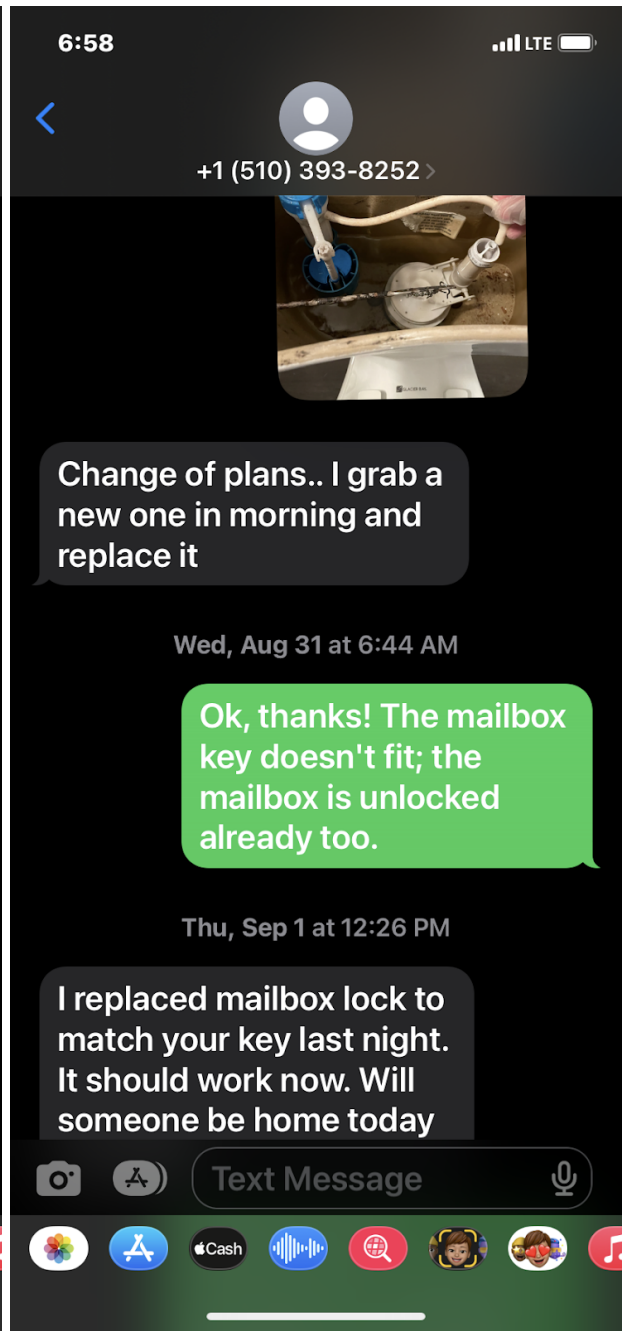 6:58
LTE
+1 (510) 393-8252
GLACIER BAY
Change of plans.. I grab a
new one in morning and
replace it
Wed, Aug 31 at 6:44 AM
Ok, thanks! The mailbox
key doesn't fit; the
mailbox is unlocked
already too.
Thu, Sep 1 at 12:26 PM
I replaced mailbox lock to
match your key last night.
It should work now. Will
someone be home today
Text Message
Cash